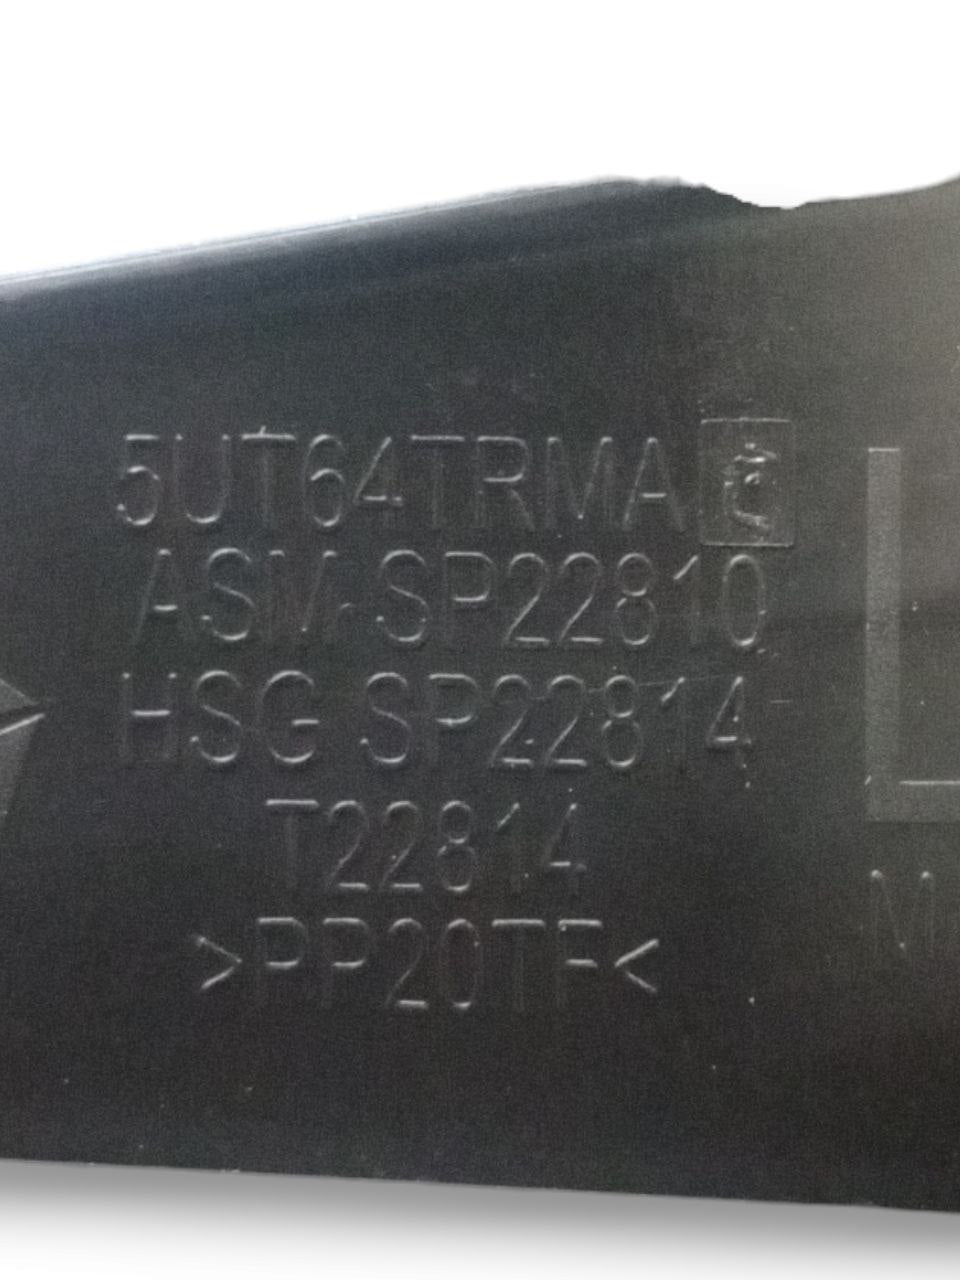 5UT64TRMA C
ASM SP22810
HSG SP22814
T22814
>PP20TF<
L
M